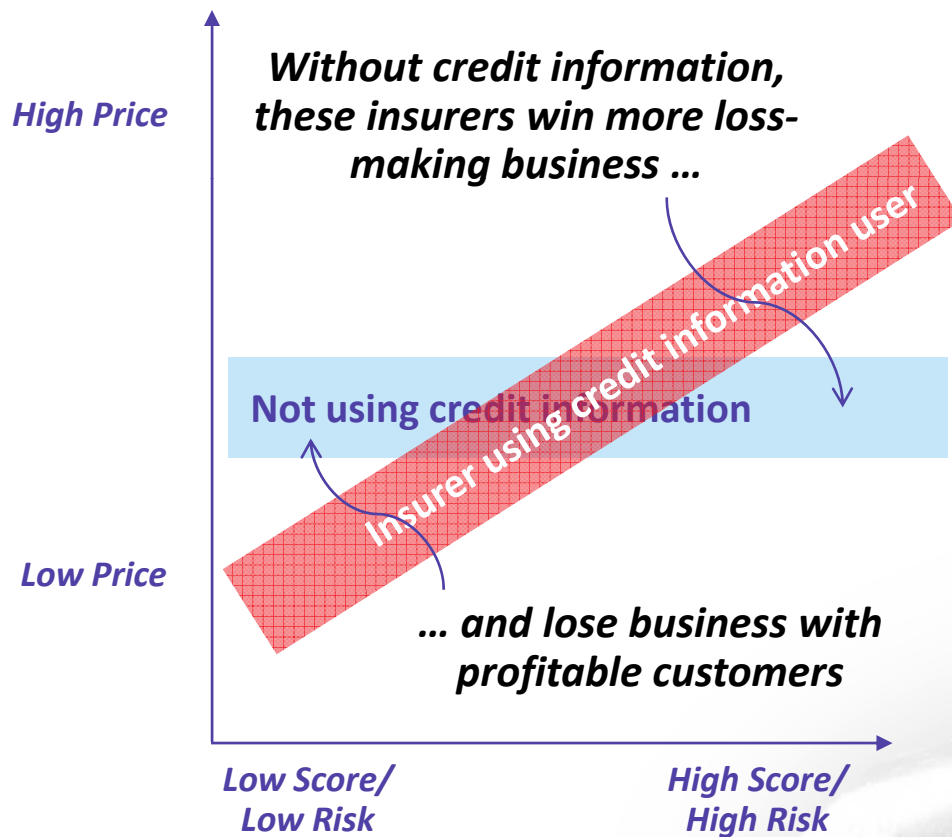 Without credit information,
these insurers win more loss-
making business …
High Price
Insurer using credit information user
Not using credit information
Low Price
… and lose business with
profitable customers
Low Score/
Low Risk
High Score/
High Risk